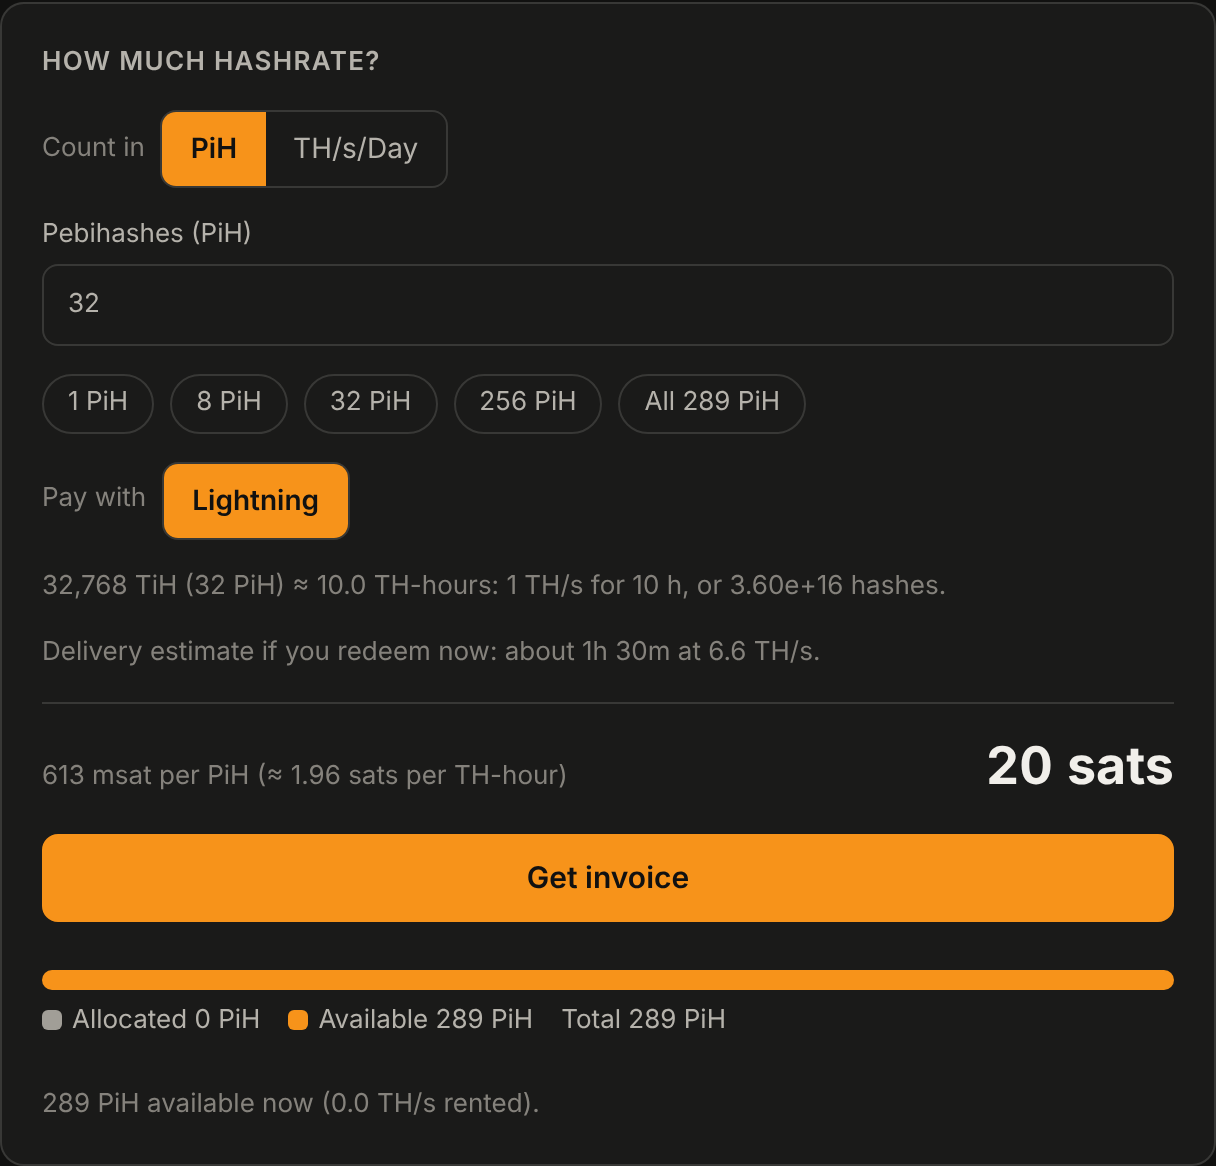 HOW MUCH HASHRATE?
Count in PiH TH/s/Day
Pebihashes (PiH)
32
1 PiH 8 PiH 32 PiH 256 PiH All 289 PiH
Pay with Lightning
32,768 TiH (32 PiH) ≈ 10.0 TH-hours: 1 TH/s for 10 h, or 3.60e+16 hashes.
Delivery estimate if you redeem now: about 1h 30m at 6.6 TH/s.
613 msat per PiH (≈ 1.96 sats per TH-hour) 20 sats
Get invoice
Allocated 0 PiH Available 289 PiH Total 289 PiH
289 PiH available now (0.0 TH/s rented).